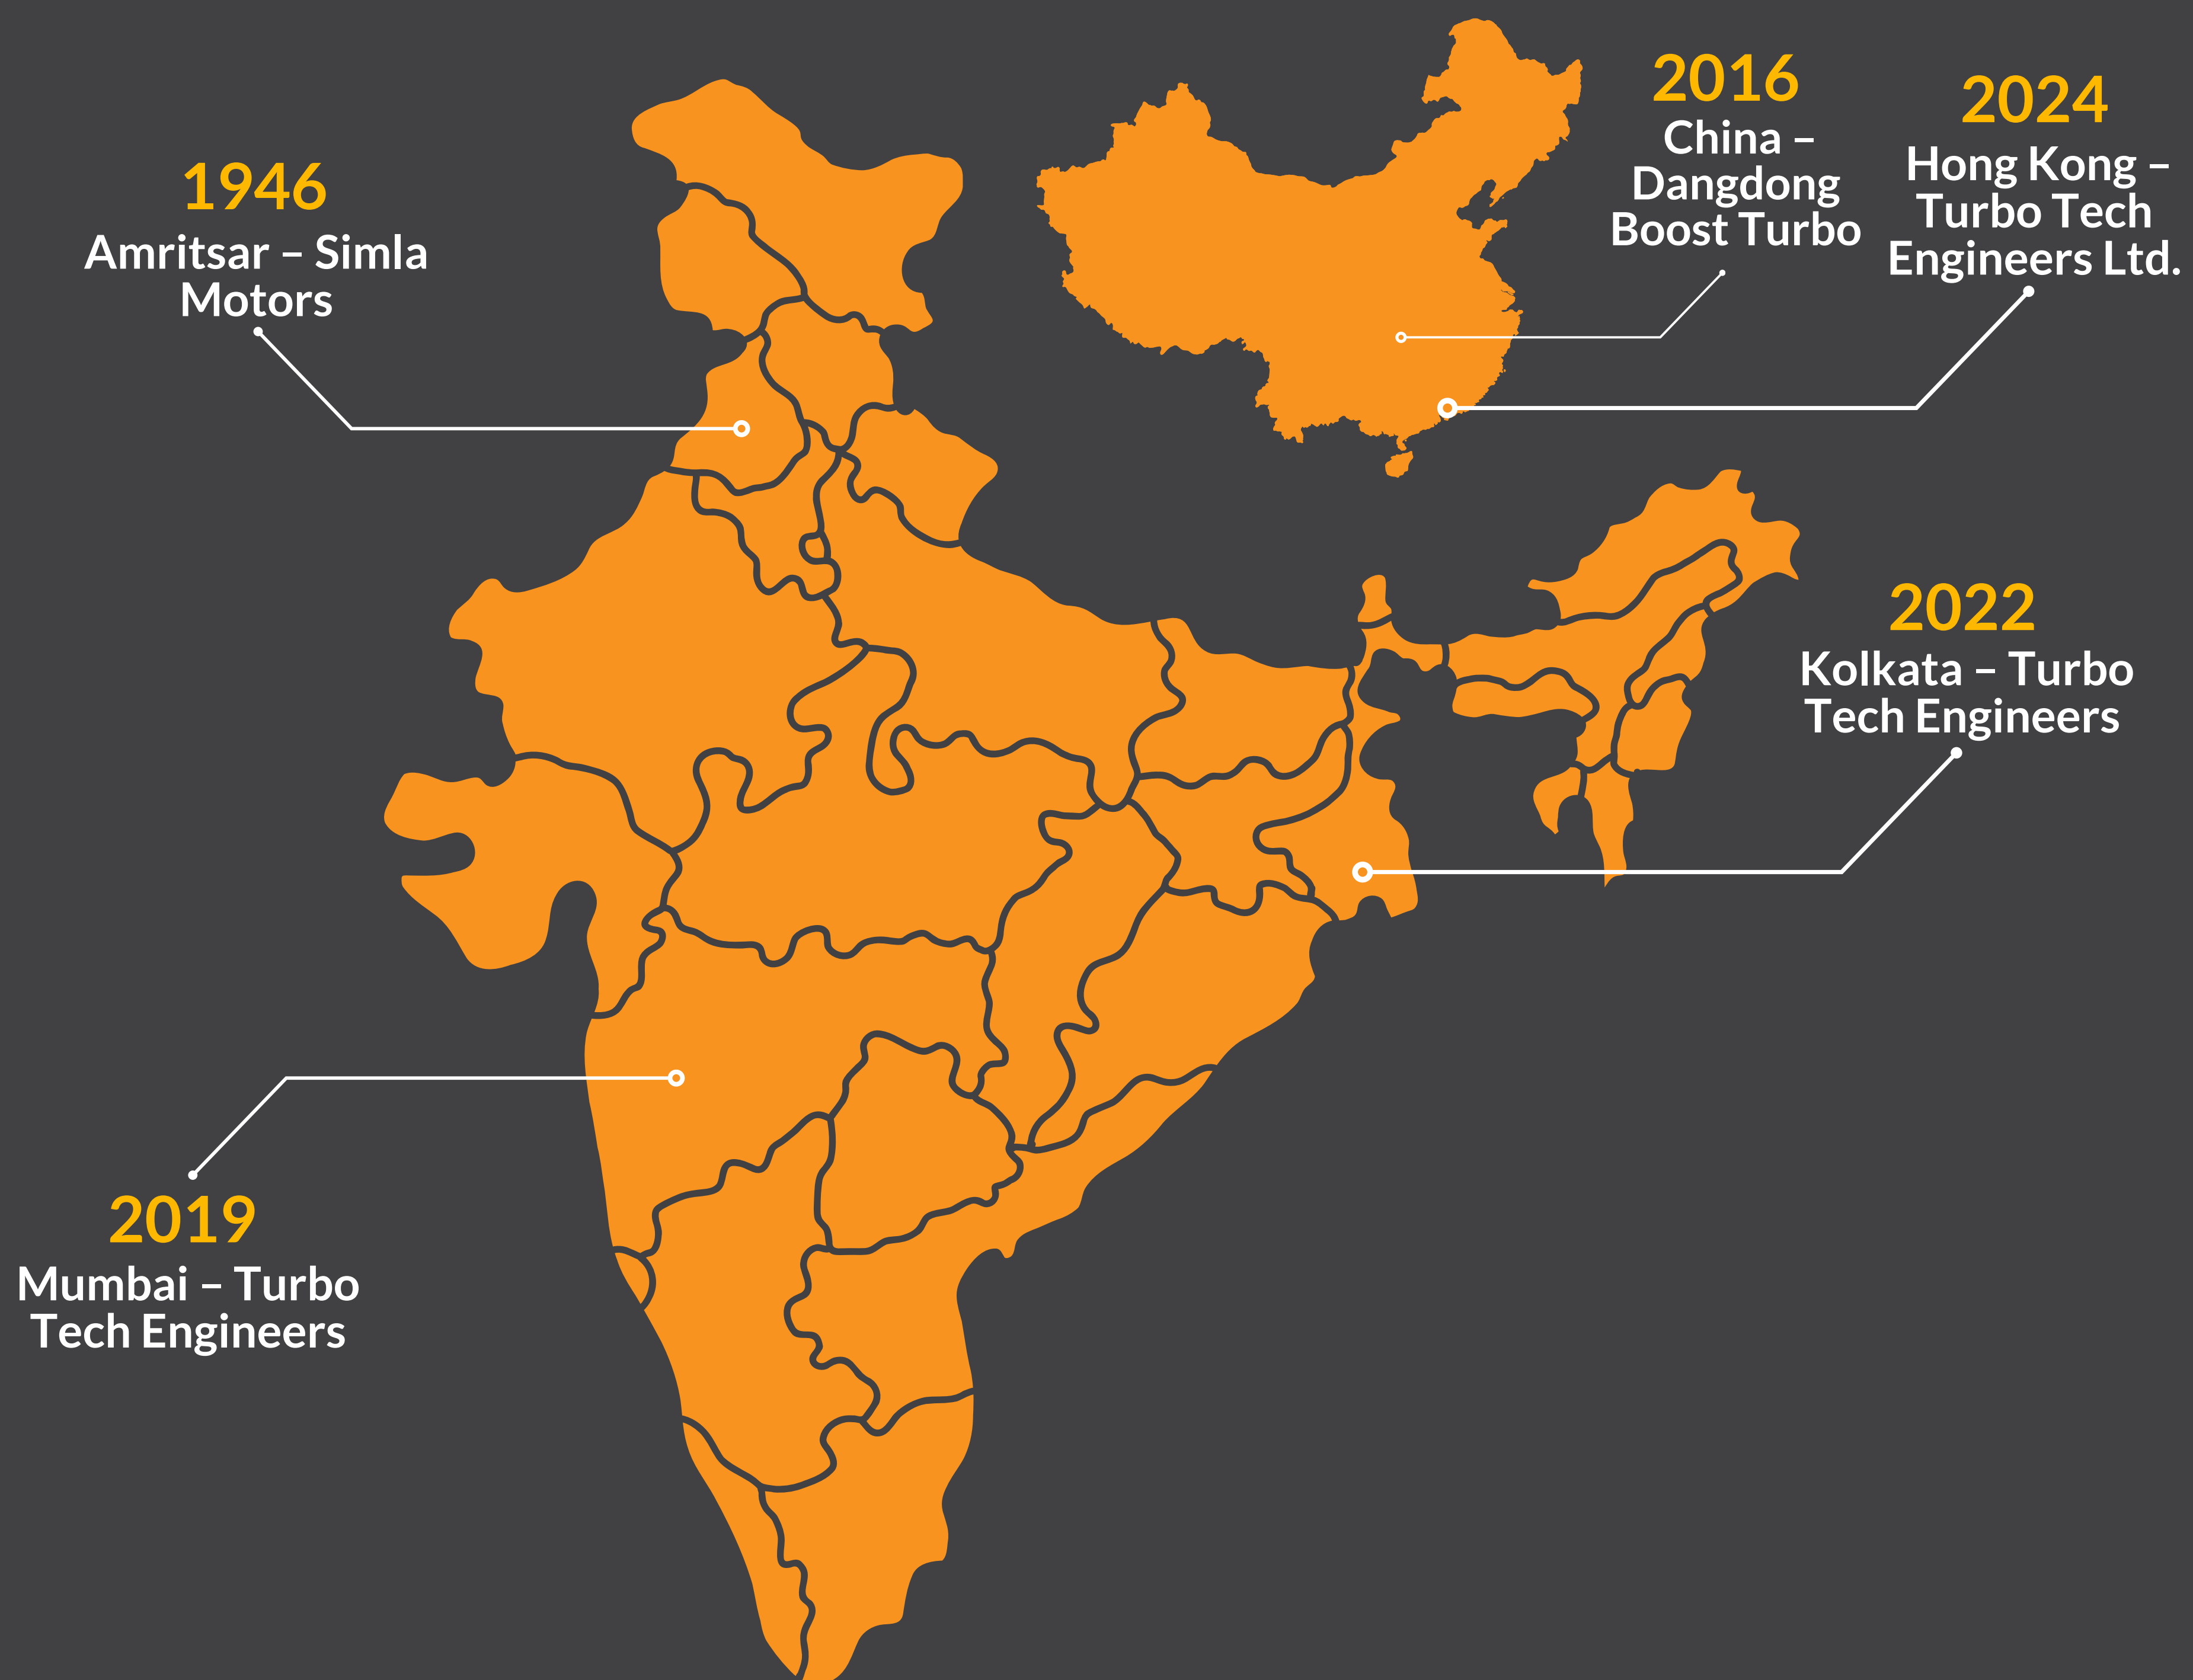 2016
China –
Dangdong
Boost Turbo
2024
Hong Kong –
Turbo Tech
Engineers Ltd.
1946
Amritsar – Simla
Motors
2022
Kolkata – Turbo
Tech Engineers
2019
Mumbai – Turbo
Tech Engineers